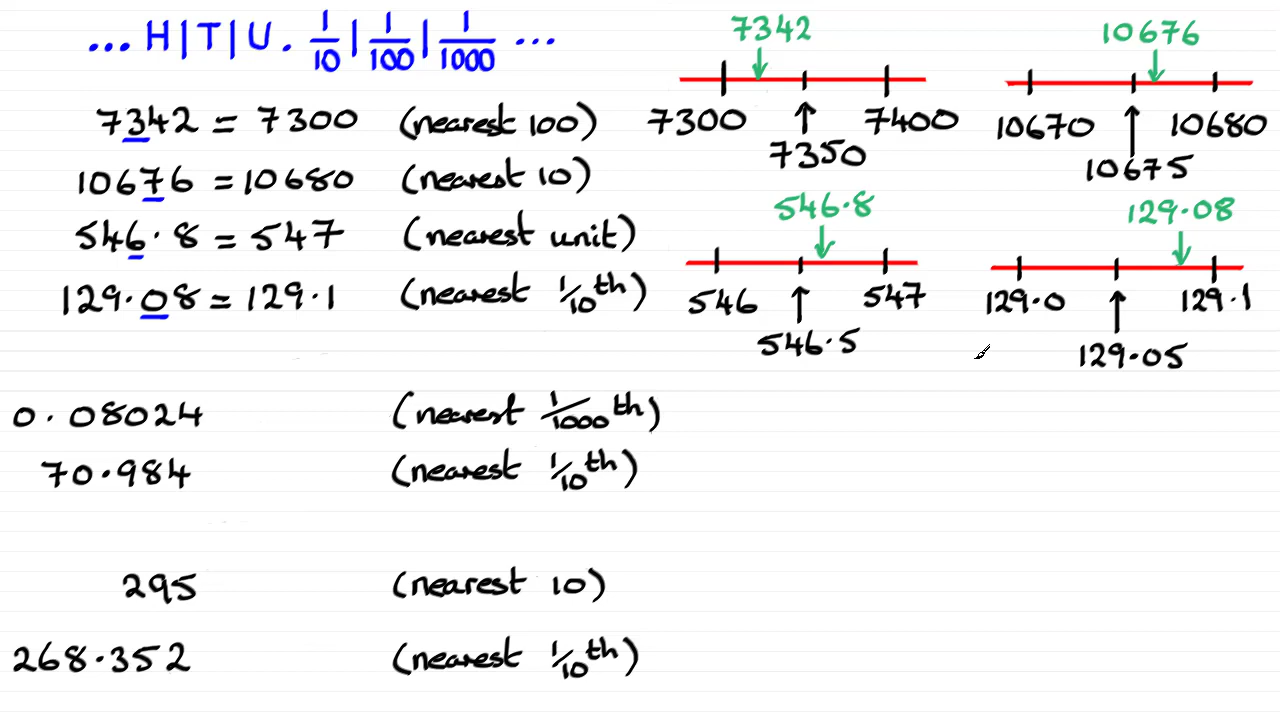 ... H|T|U. 1/10 | 1/100 | 1/1000 ...
7342 = 7300 (nearest 100)
10676 = 10680 (nearest 10)
546.8 = 547 (nearest unit)
129.08 = 129.1 (nearest 1/10th)
7342
7300 7400
7350
10676
10670 10680
10675
546.8
546 547
546.5
129.08
129.0 129.1
129.05
0.08024 (nearest 1/1000th)
70.984 (nearest 1/10th)
295 (nearest 10)
268.352 (nearest 1/10th)